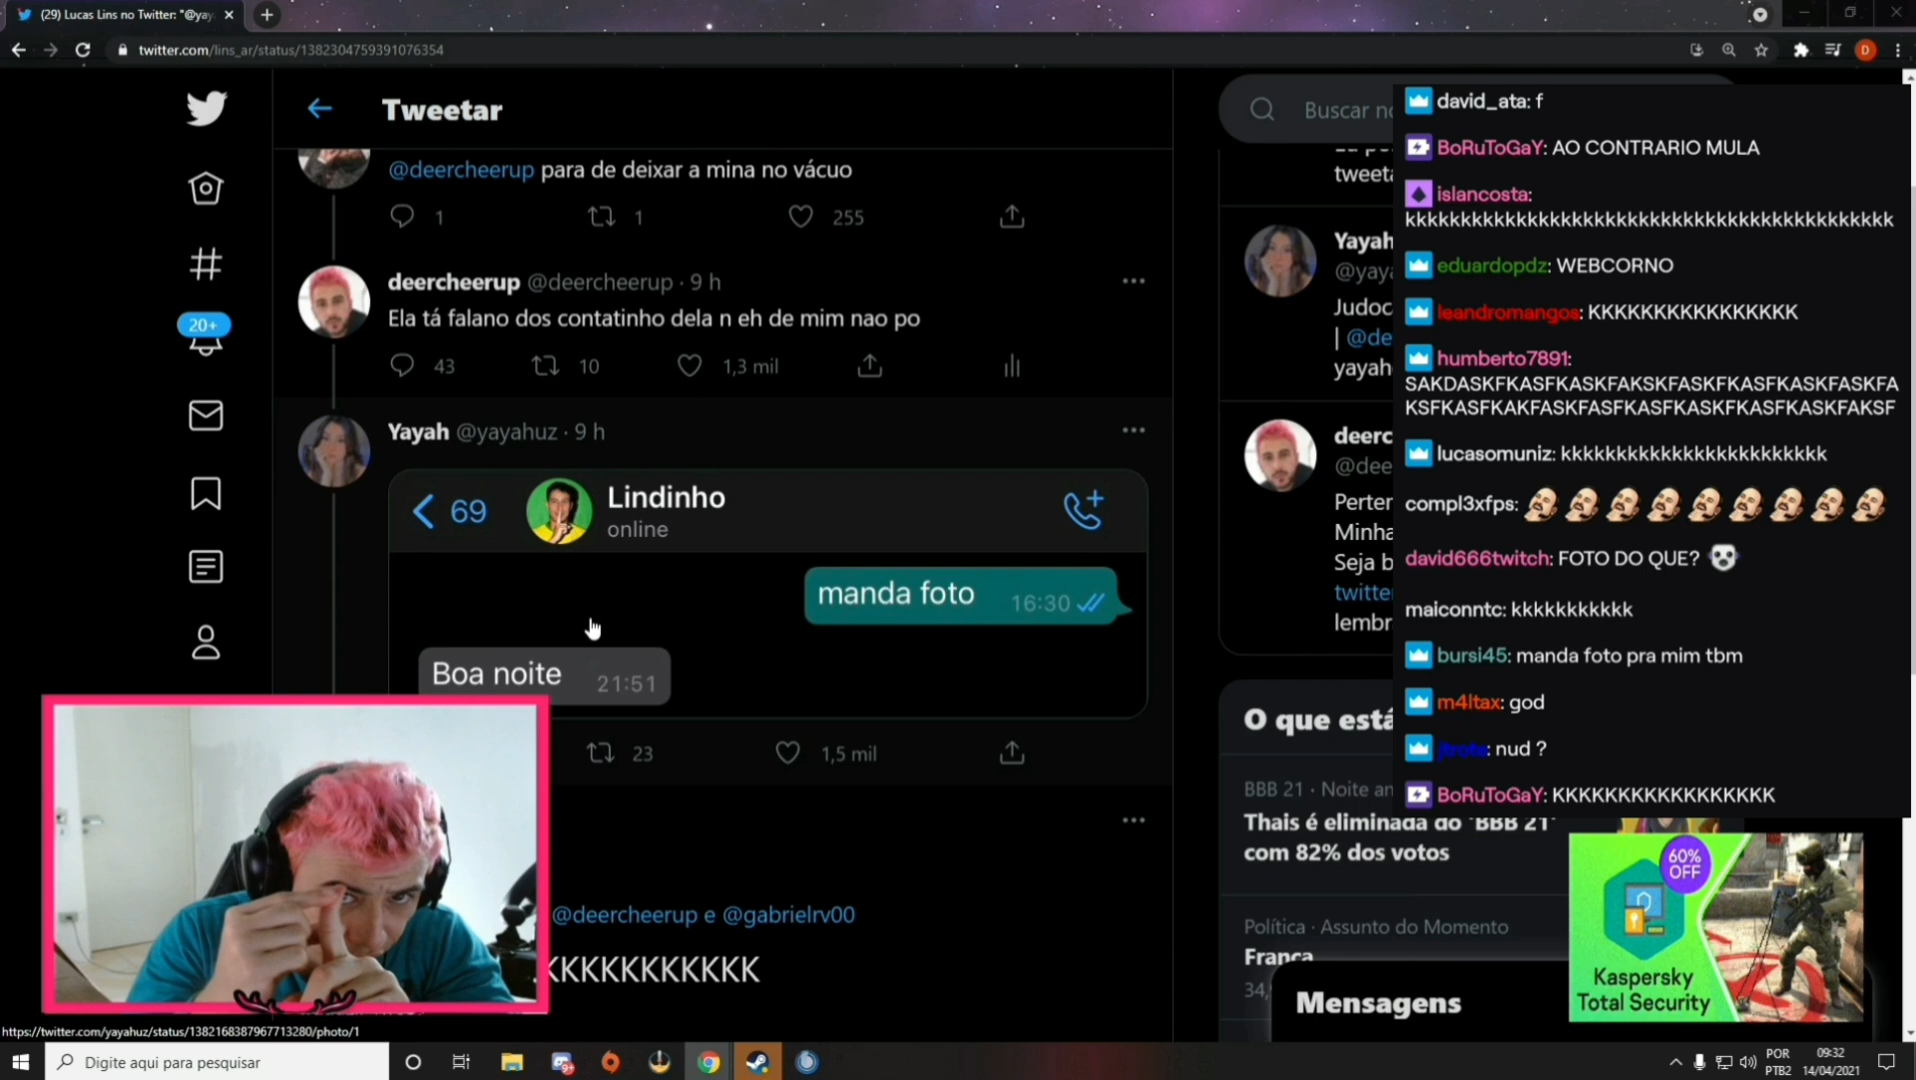 (29) Lucas Lins no Twitter: "@yay
twitter.com/lins_ar/status/1382304759391076354
D
Tweetar
@deercheerup para de deixar a mina no vácuo
1 1 255
deercheerup @deercheerup · 9 h
Ela tá falano dos contatinho dela n eh de mim nao po
43 10 1,3 mil
20+
Yayah @yayahuz · 9 h
69
Lindinho
online
manda foto 16:30
Boa noite 21:51
23 1,5 mil
@deercheerup e @gabrielrv00
KKKKKKKKKKK
Buscar no
tweeta
Yayah
@yaya
Judoc
| @de
yayah
deerc
@dee
Perter
Minha
Seja b
twitte
lembr
O que está
BBB 21 · Noite an
Thais é eliminada do 'BBB 21'
com 82% dos votos
Política · Assunto do Momento
França
34,
Mensagens
david_ata: f
BoRuToGaY: AO CONTRARIO MULA
islancosta:
kkkkkkkkkkkkkkkkkkkkkkkkkkkkkkkkkkkkkkkkkkkk
eduardopdz: WEBCORNO
leandromangos: KKKKKKKKKKKKKKKK
humberto7891:
SAKDASKFKASFKASKFAKSKFASKFKASFKASKFASKFA
KSFKASFKAKFASKFASFKASFKASKFKASFKASKFAKSF
lucasomuniz: kkkkkkkkkkkkkkkkkkkkkkkk
compl3xfps:
david666twitch: FOTO DO QUE?
maiconntc: kkkkkkkkkkk
bursi45: manda foto pra mim tbm
m4ltax: god
: nud ?
BoRuToGaY: KKKKKKKKKKKKKKKKK
60%
OFF
Kaspersky
Total Security
https://twitter.com/yayahuz/status/1382168387967713280/photo/1
Digite aqui para pesquisar
POR
PTB2
09:32
14/04/2021